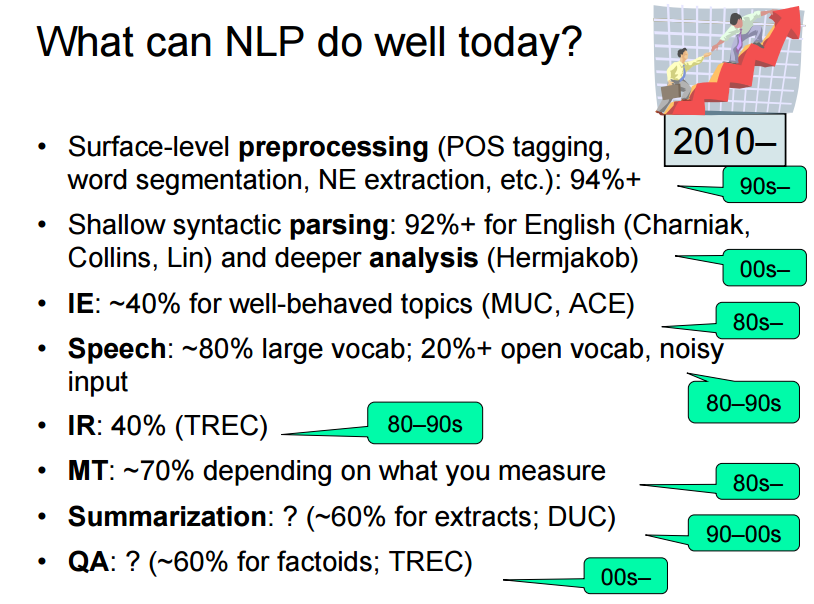 What can NLP do well today?
2010–
• Surface-level preprocessing (POS tagging,
word segmentation, NE extraction, etc.): 94%+
90s–
• Shallow syntactic parsing: 92%+ for English (Charniak,
Collins, Lin) and deeper analysis (Hermjakob)
00s–
• IE: ~40% for well-behaved topics (MUC, ACE)
80s–
• Speech: ~80% large vocab; 20%+ open vocab, noisy
input
80–90s
• IR: 40% (TREC)
80–90s
• MT: ~70% depending on what you measure
80s–
• Summarization: ? (~60% for extracts; DUC)
90–00s
• QA: ? (~60% for factoids; TREC)
00s–